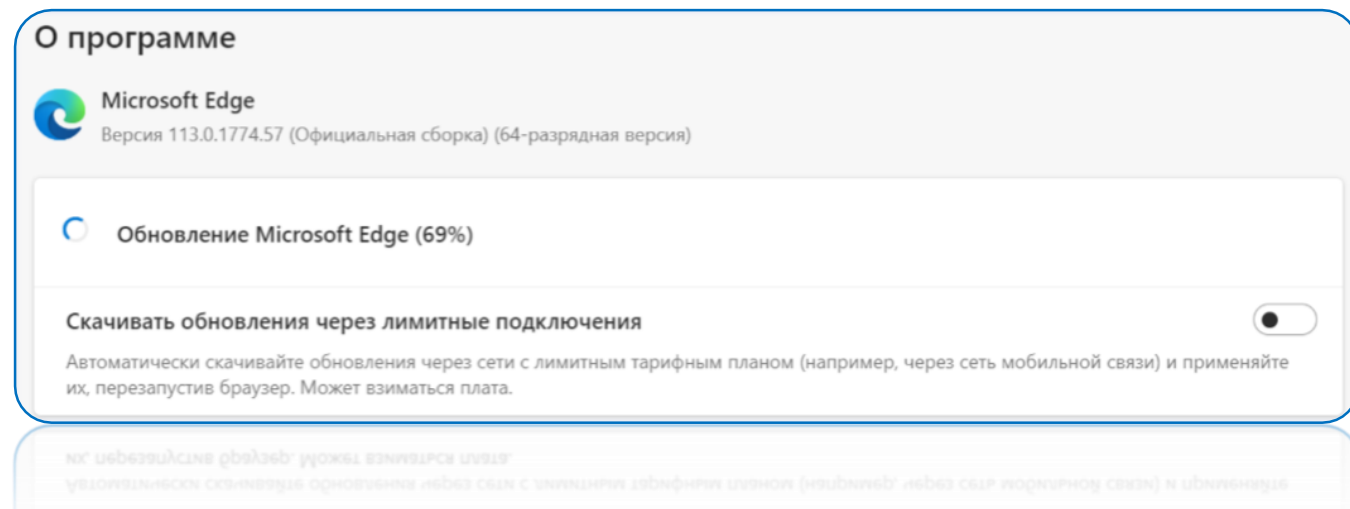 О программе
Microsoft Edge
Версия 113.0.1774.57 (Официальная сборка) (64-разрядная версия)
Обновление Microsoft Edge (69%)
Скачивать обновления через лимитные подключения
Автоматически скачивайте обновления через сети с лимитным тарифным планом (например, через сеть мобильной связи) и применяйте
их, перезапустив браузер. Может взиматься плата.